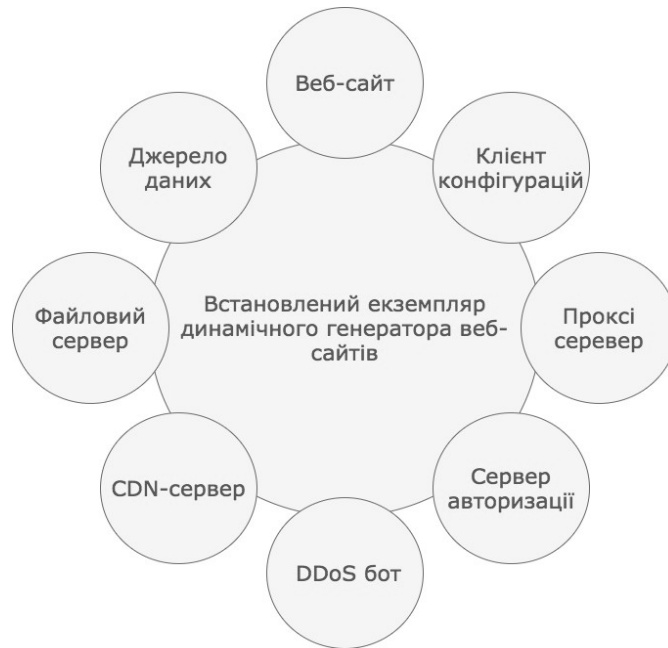 Веб-сайт
Джерело
даних
Клієнт
конфігурацій
Файловий
сервер
Встановлений екземпляр
динамічного генератора веб-
сайтів
Проксі
серевер
CDN-сервер
Сервер
авторизації
DDoS бот